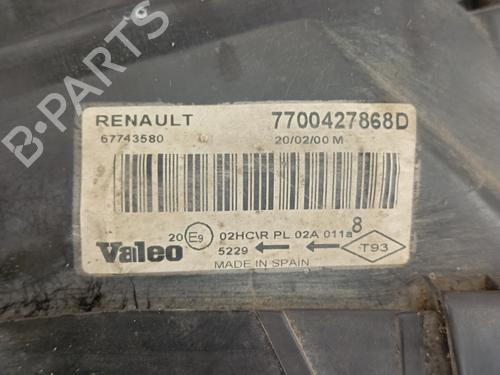 B-PARTS
RENAULT 7700427868D
67743580 20/02/00 M
20 E9 02HC\R PL 02A 011a 8
Valeo 5229 T93
MADE IN SPAIN